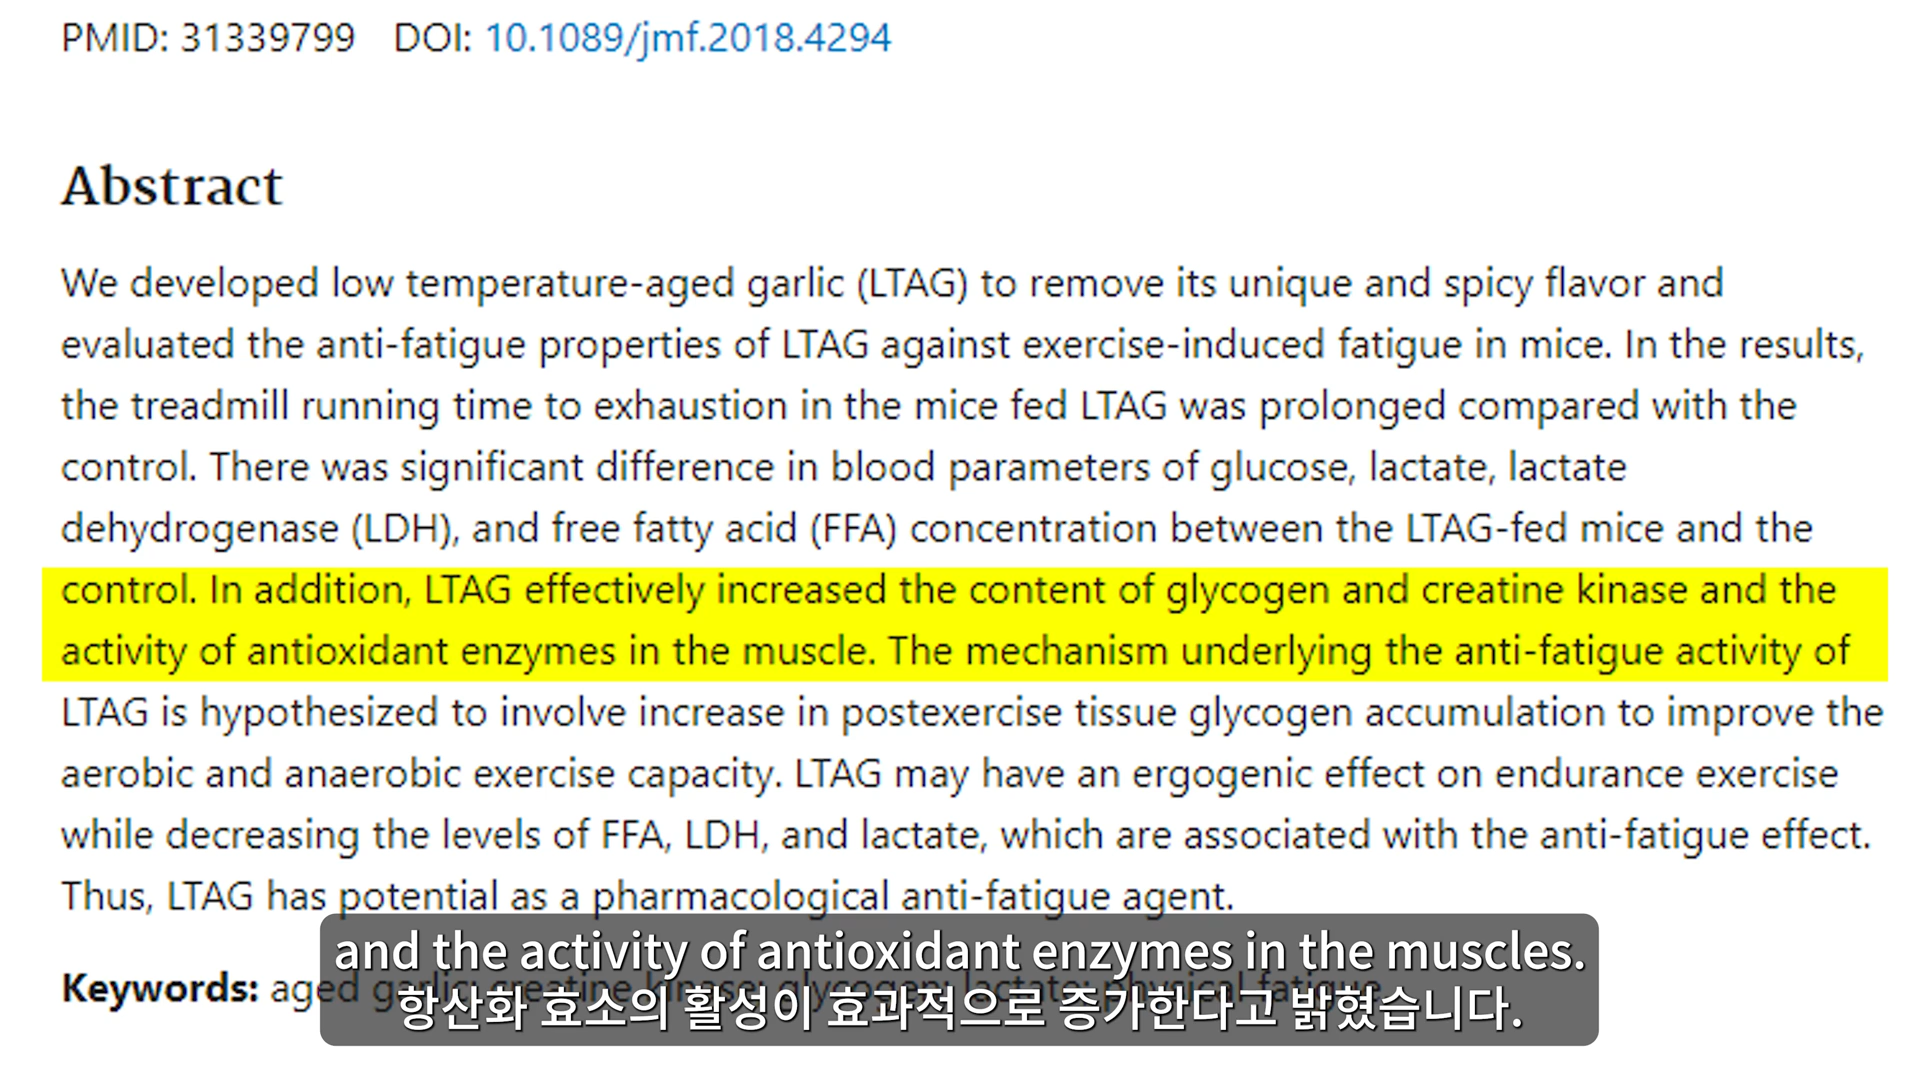 PMID: 31339799 DOI: 10.1089/jmf.2018.4294
Abstract
We developed low temperature-aged garlic (LTAG) to remove its unique and spicy flavor and
evaluated the anti-fatigue properties of LTAG against exercise-induced fatigue in mice. In the results,
the treadmill running time to exhaustion in the mice fed LTAG was prolonged compared with the
control. There was significant difference in blood parameters of glucose, lactate, lactate
dehydrogenase (LDH), and free fatty acid (FFA) concentration between the LTAG-fed mice and the
control. In addition, LTAG effectively increased the content of glycogen and creatine kinase and the
activity of antioxidant enzymes in the muscle. The mechanism underlying the anti-fatigue activity of
LTAG is hypothesized to involve increase in postexercise tissue glycogen accumulation to improve the
aerobic and anaerobic exercise capacity. LTAG may have an ergogenic effect on endurance exercise
while decreasing the levels of FFA, LDH, and lactate, which are associated with the anti-fatigue effect.
Thus, LTAG has potential as a pharmacological anti-fatigue agent.
and the activity of antioxidant enzymes in the muscles.
Keywords: aged garlic; creatine kinase; glycogen; lactate; physical fatigue.
항산화 효소의 활성이 효과적으로 증가한다고 밝혔습니다.